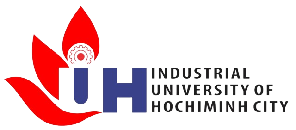 IUH
INDUSTRIAL
UNIVERSITY OF
HOCHIMINH CITY